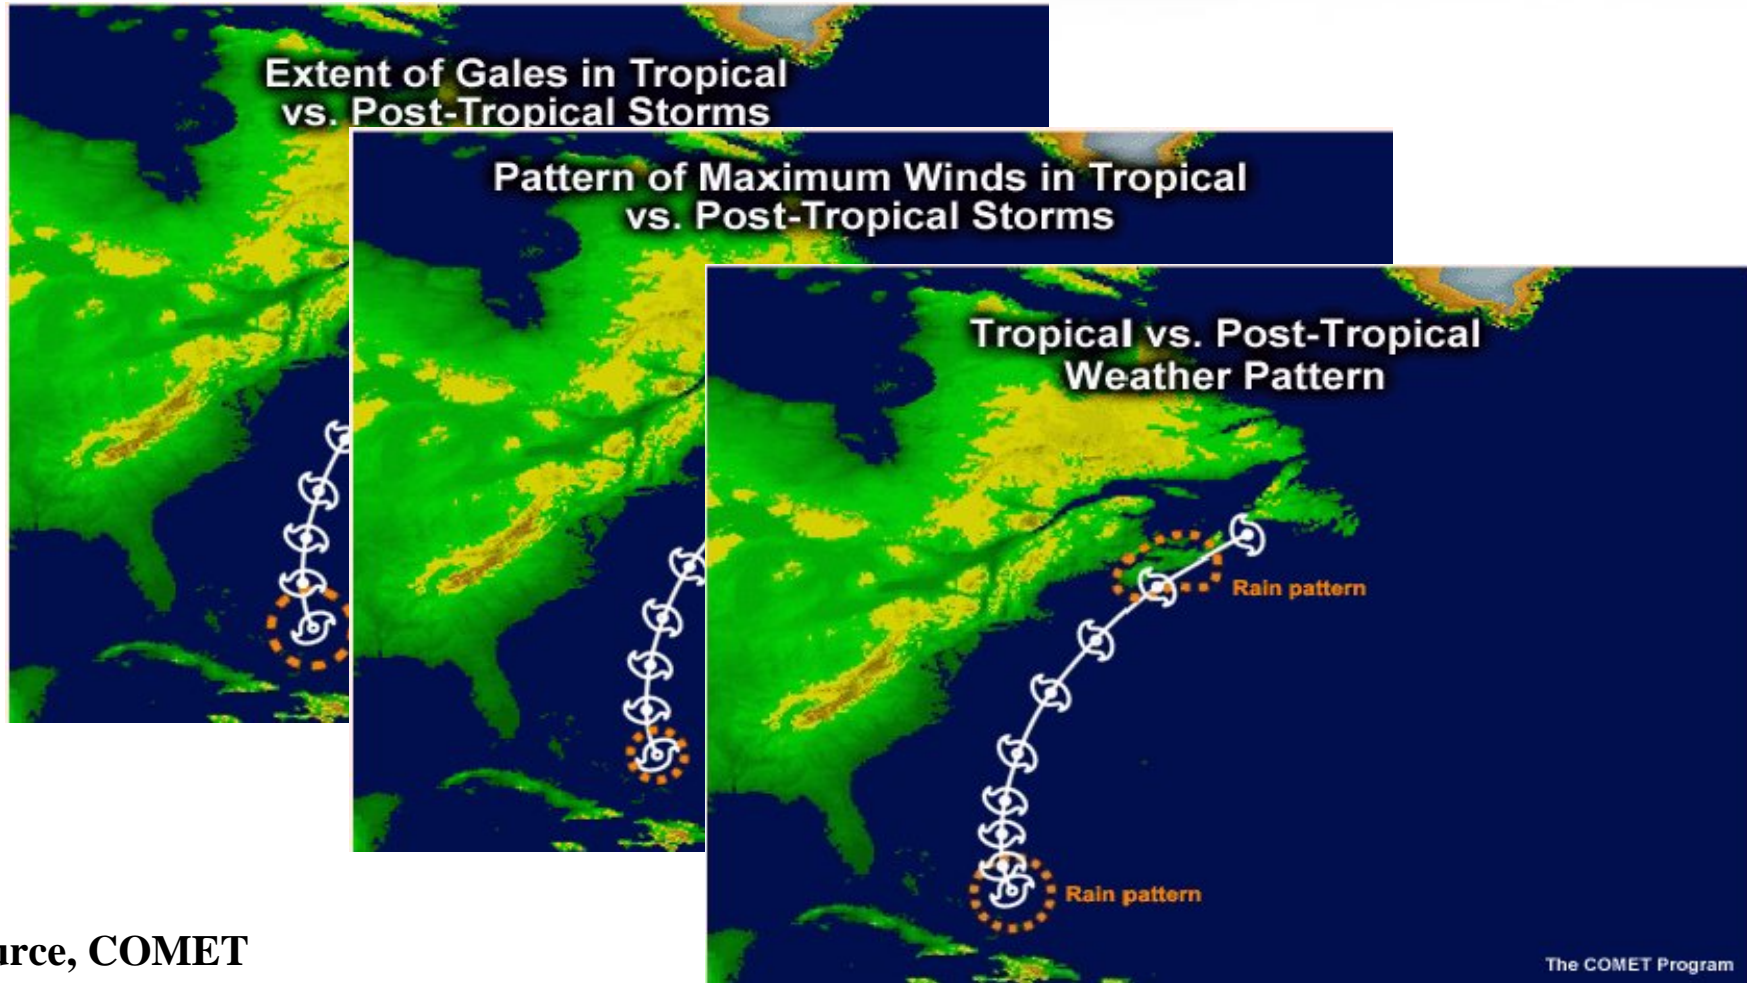 Extent of Gales in Tropical
vs. Post-Tropical Storms
Pattern of Maximum Winds in Tropical
vs. Post-Tropical Storms
Tropical vs. Post-Tropical
Weather Pattern
Rain pattern
Rain pattern
urce, COMET
The COMET Program